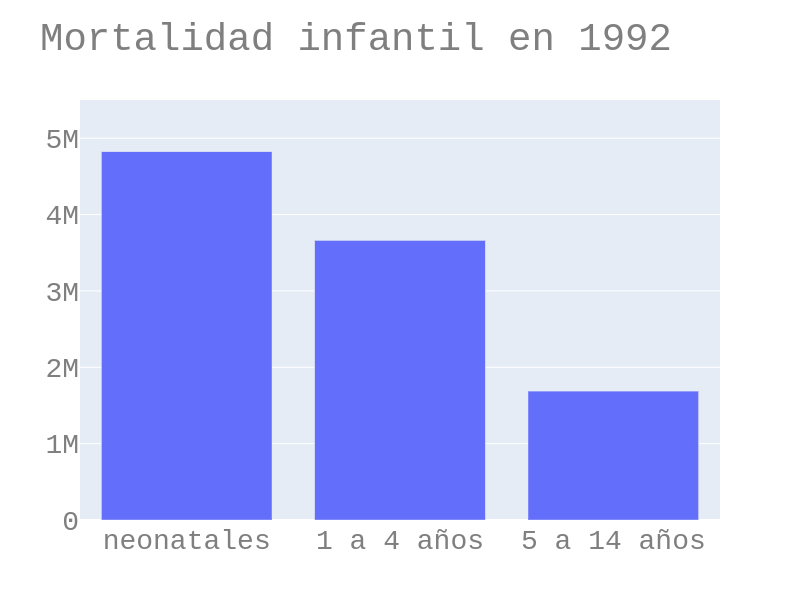 Mortalidad infantil en 1992
5M
4M
3M
2M
1M
0
neonatales 1 a 4 años 5 a 14 años